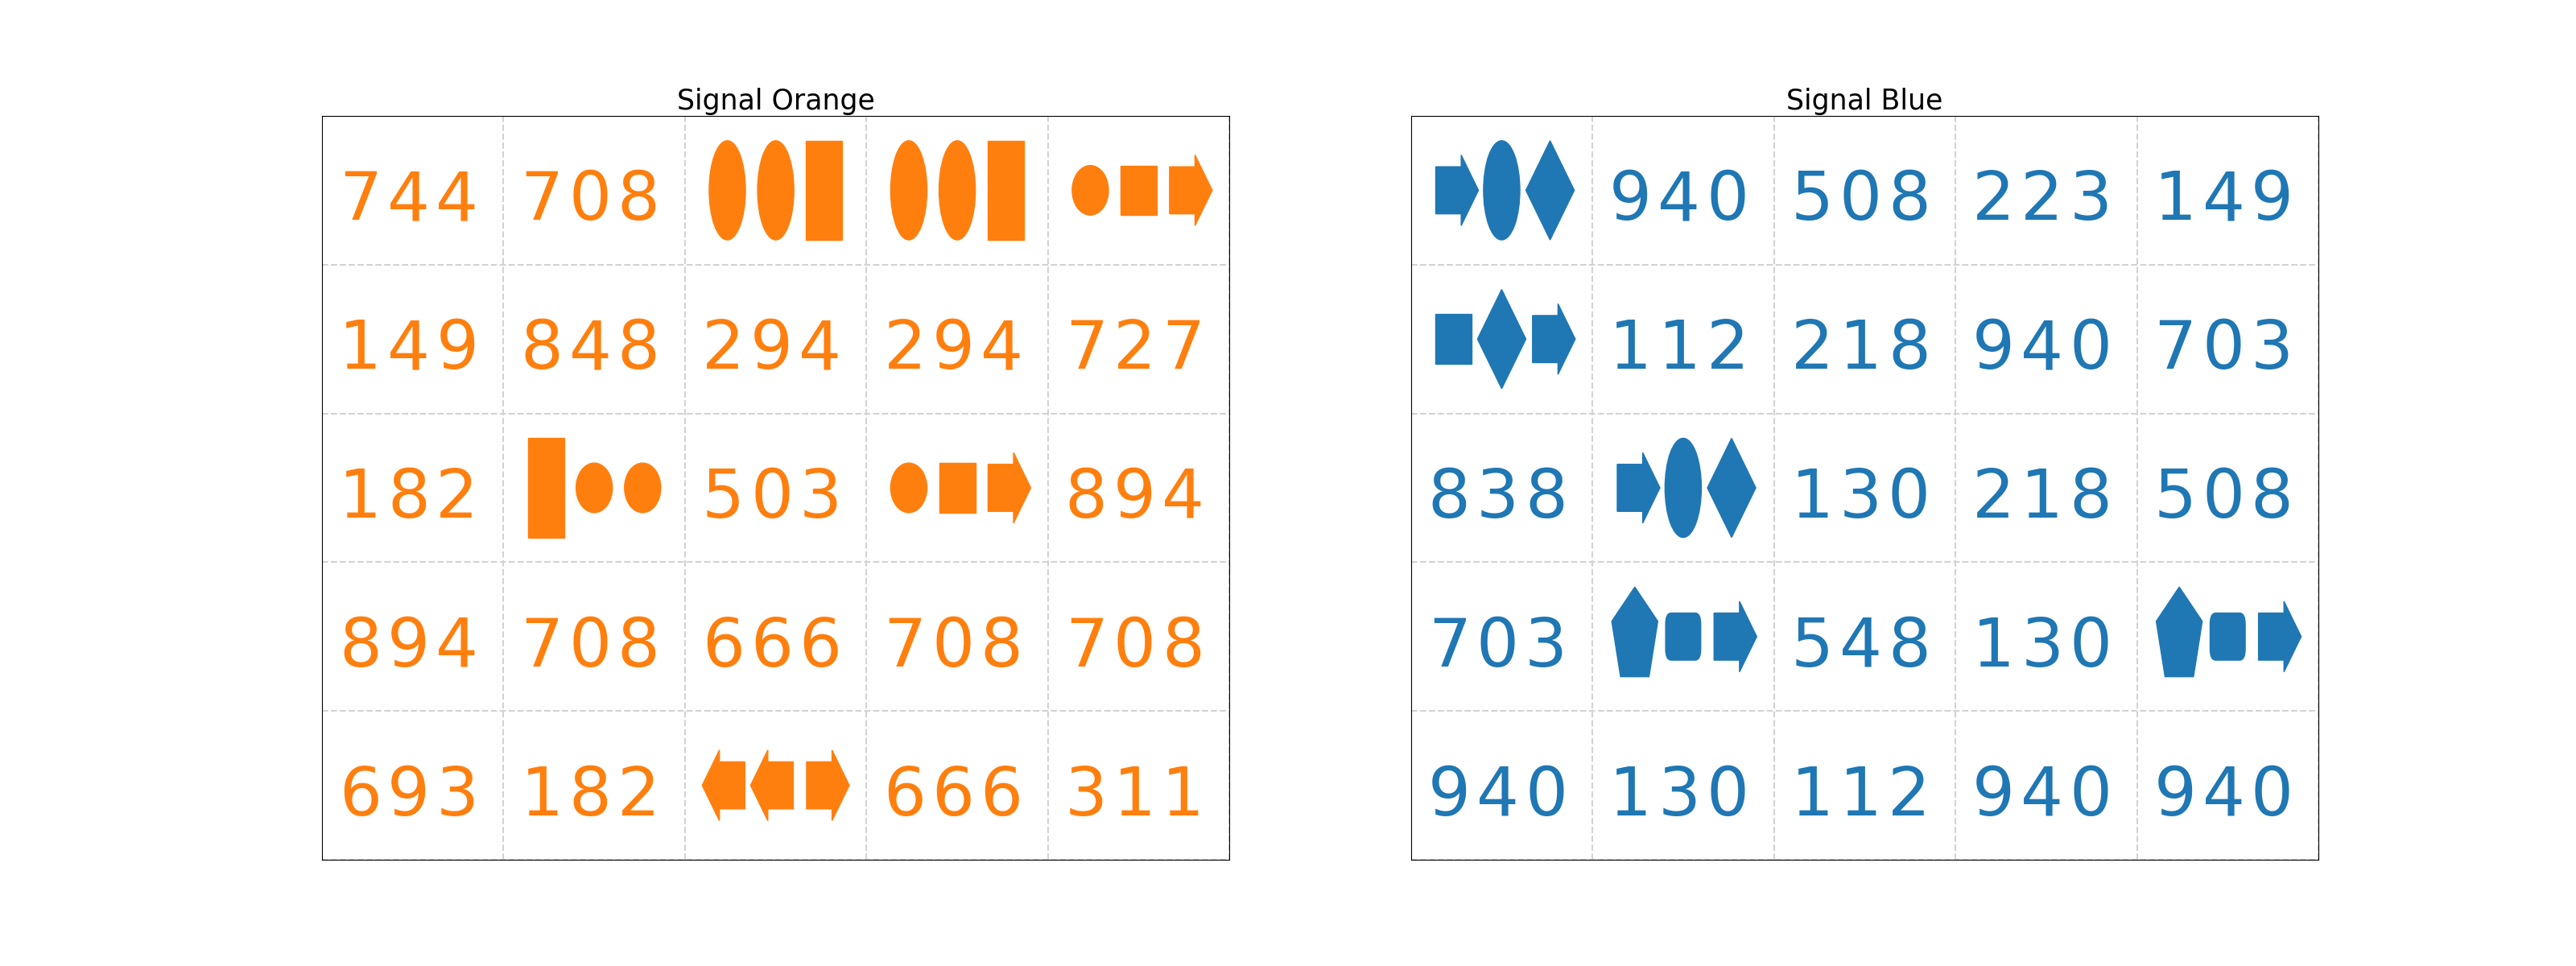 Signal Orange
744 708
149 848 294 294 727
182 503 894
894 708 666 708 708
693 182 666 311
Signal Blue
940 508 223 149
112 218 940 703
838 130 218 508
703 548 130
940 130 112 940 940